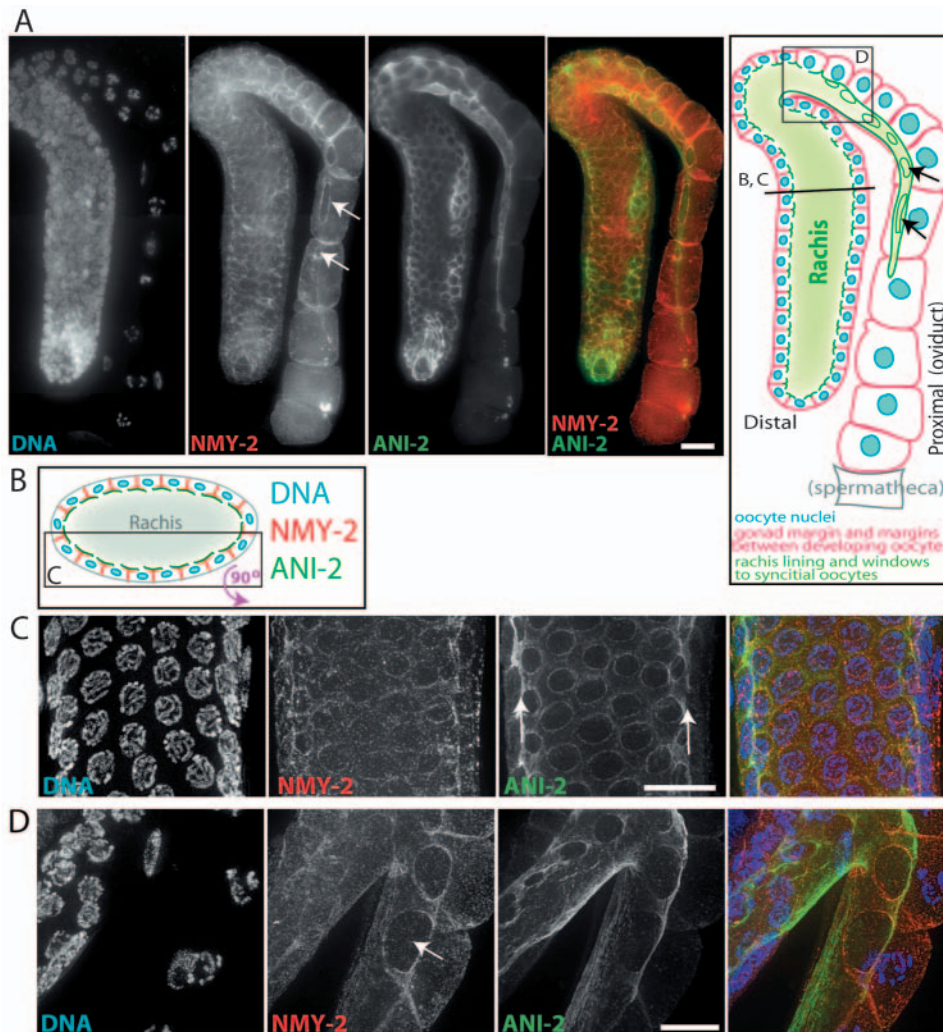 A
DNA
NMY-2
ANI-2
NMY-2
ANI-2
D
B, C
Rachis
Distal
Proximal (oviduct)
(spermatheca)
oocyte nuclei
gonad margin and margins
between developing oocyte
rachis lining and windows
to syncitial oocytes
B
Rachis
C
90º
DNA
NMY-2
ANI-2
C
DNA
NMY-2
ANI-2
D
DNA
NMY-2
ANI-2